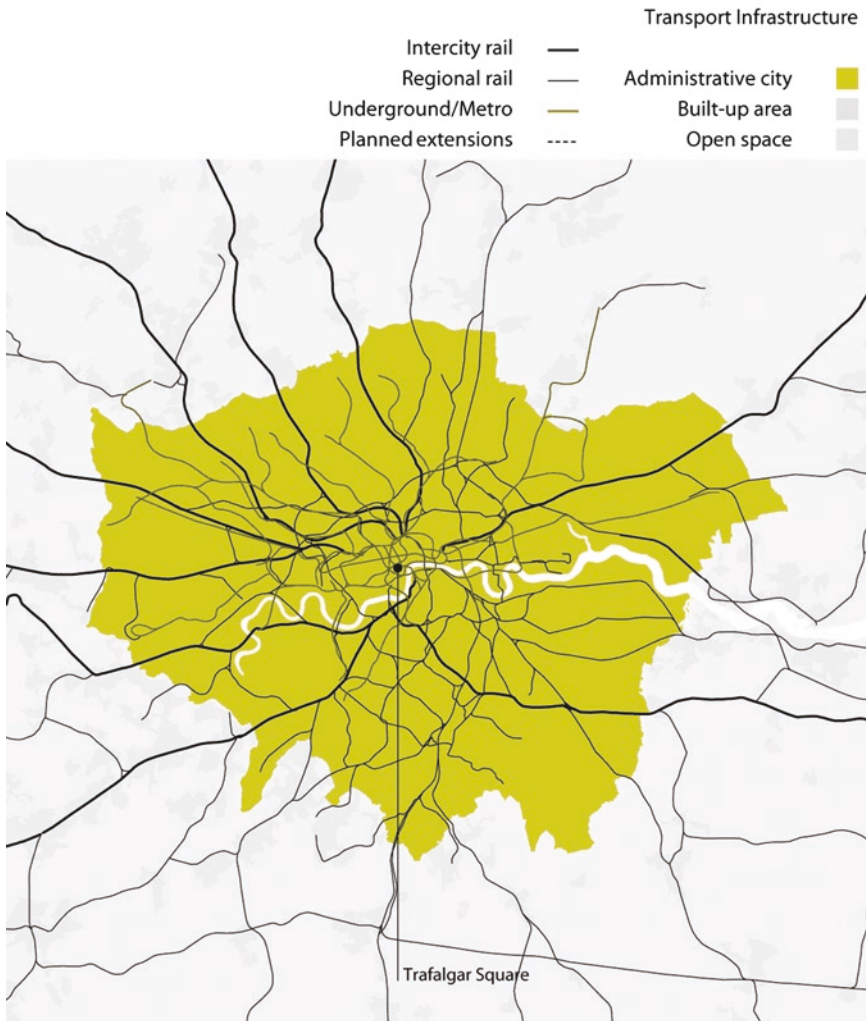 Transport Infrastructure
Intercity rail
Regional rail
Administrative city
Underground/Metro
Built-up area
Planned extensions
Open space
Trafalgar Square